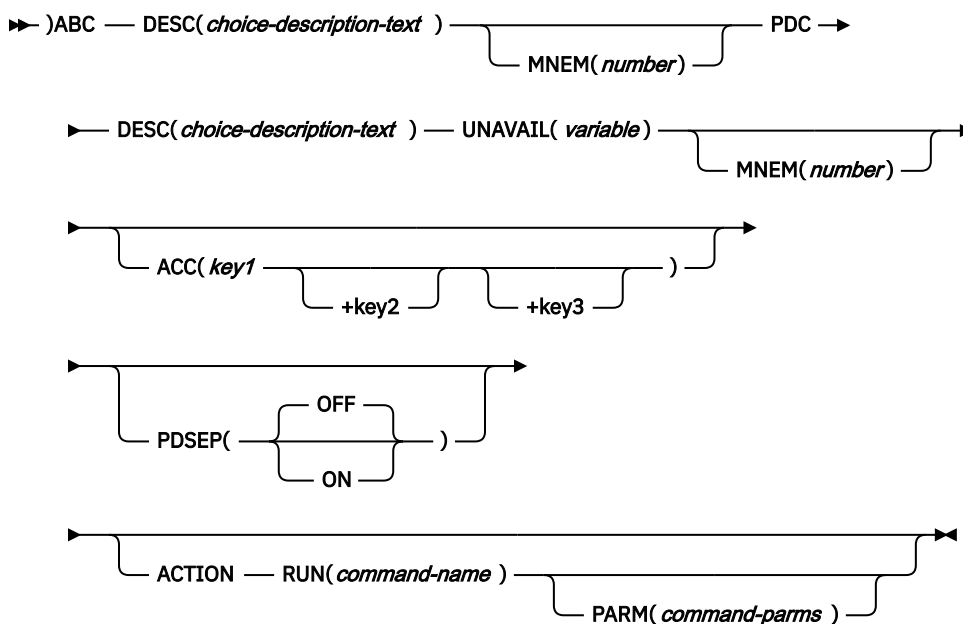 )ABC DESC( choice-description-text ) PDC
MNEM( number )
DESC( choice-description-text ) UNAVAIL( variable )
MNEM( number )
ACC( key1 )
+key2 +key3
OFF
PDSEP( )
ON
ACTION RUN( command-name )
PARM( command-parms )